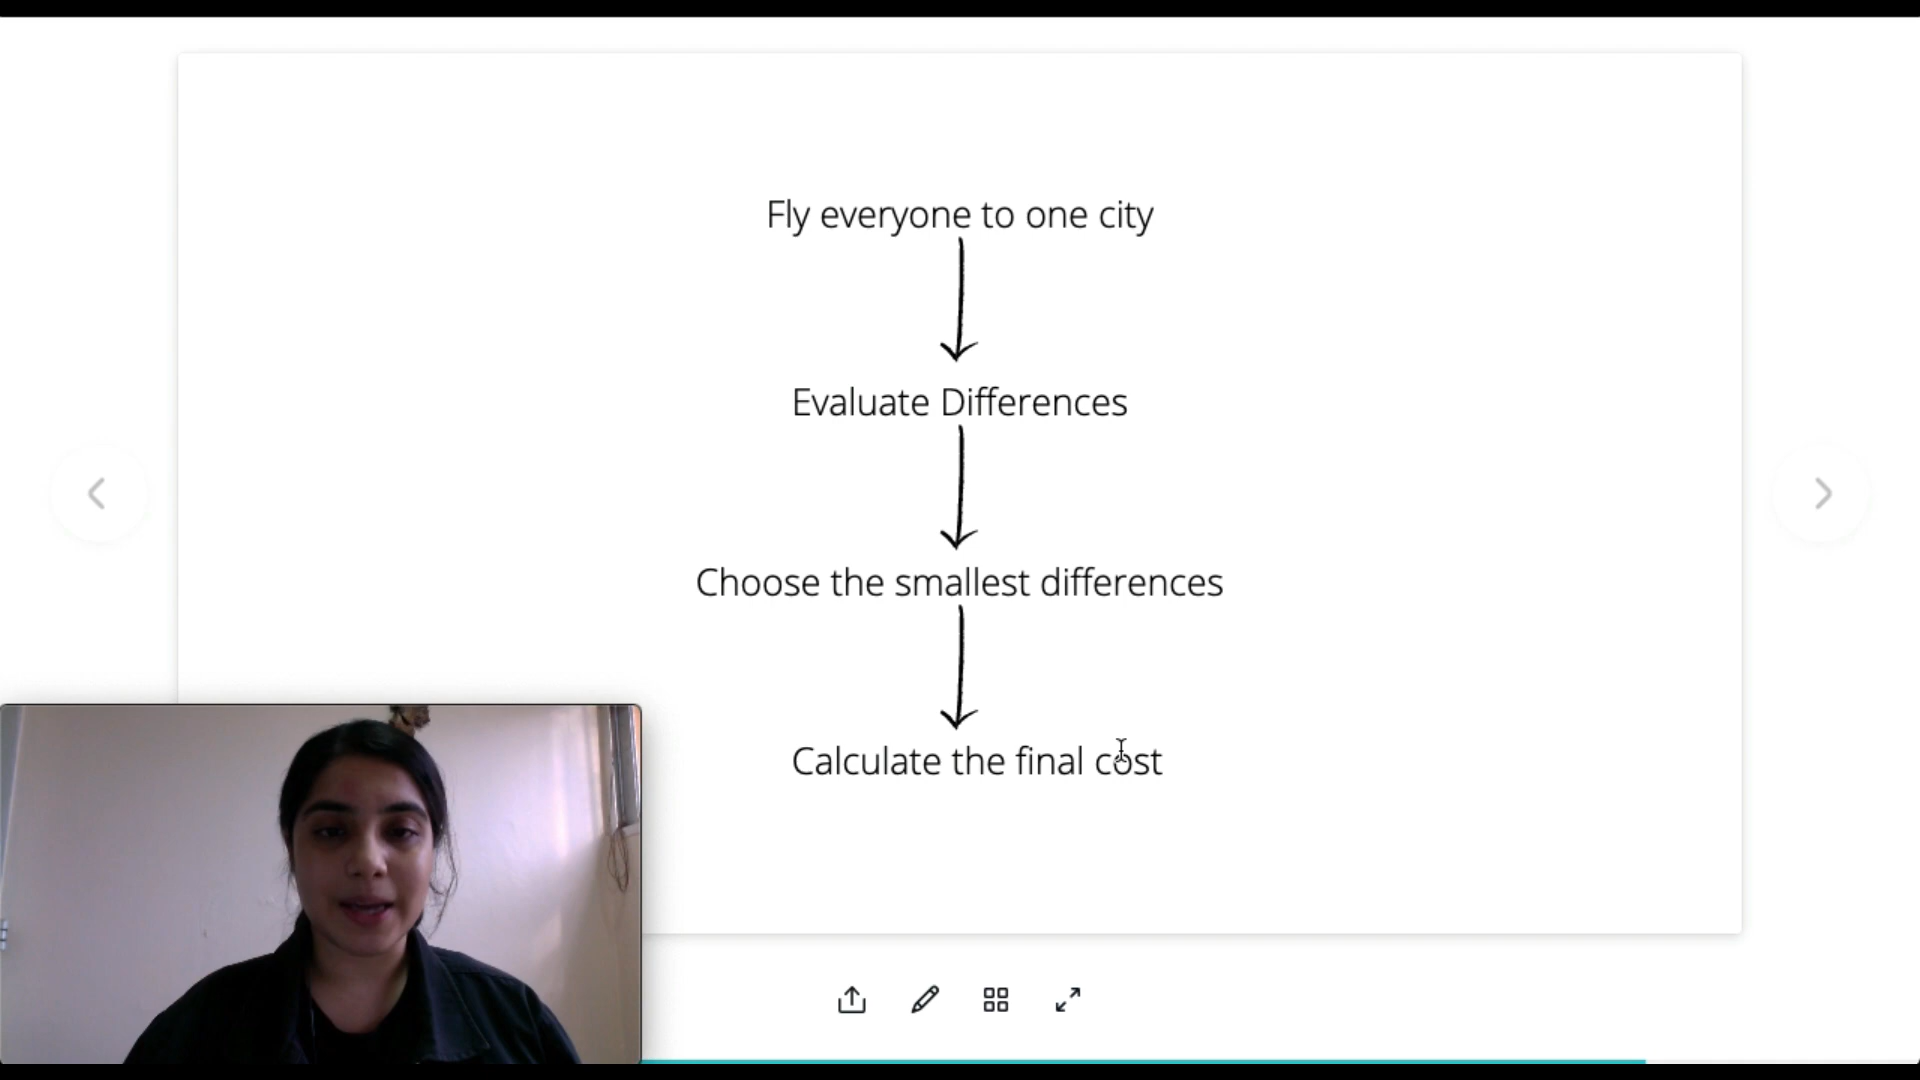 Fly everyone to one city
Evaluate Differences
Choose the smallest differences
Calculate the final cost